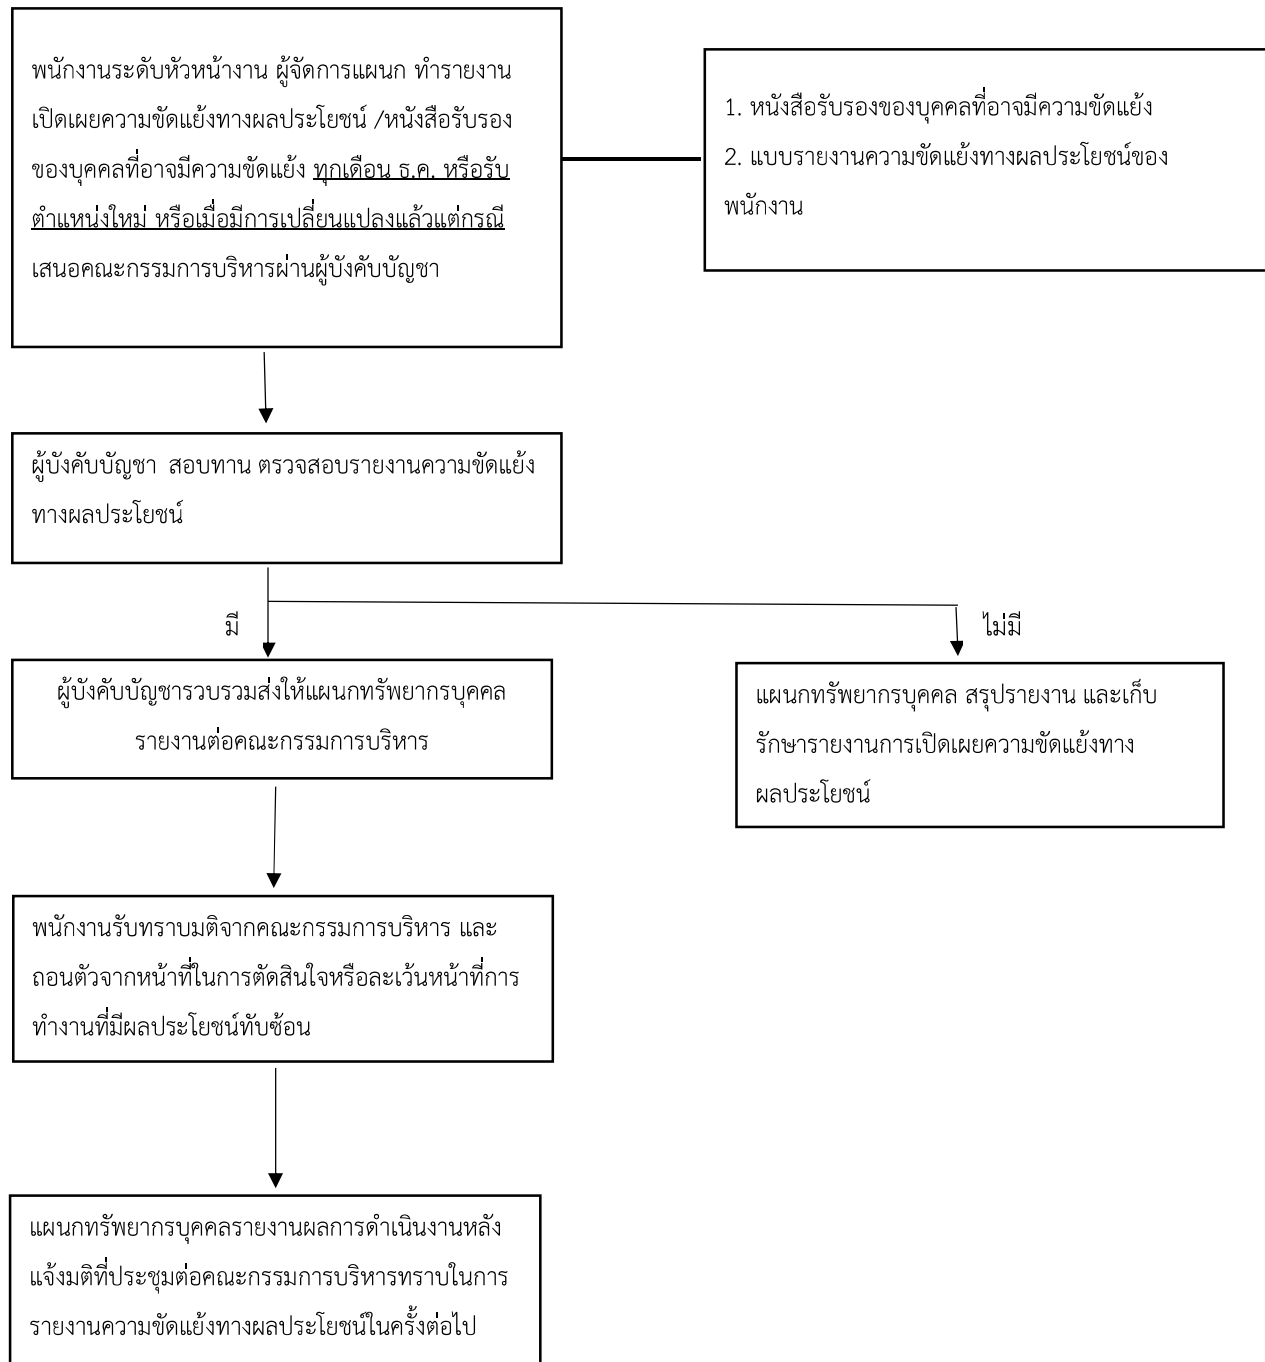 พนักงานระดับหัวหน้างาน ผู้จัดการแผนก ทำรายงาน
เปิดเผยความขัดแย้งทางผลประโยชน์ /หนังสือรับรอง
ของบุคคลที่อาจมีความขัดแย้ง ทุกเดือน ธ.ค. หรือรับ
ตำแหน่งใหม่ หรือเมื่อมีการเปลี่ยนแปลงแล้วแต่กรณี
เสนอคณะกรรมการบริหารผ่านผู้บังคับบัญชา
1. หนังสือรับรองของบุคคลที่อาจมีความขัดแย้ง
2. แบบรายงานความขัดแย้งทางผลประโยชน์ของ
พนักงาน
ผู้บังคับบัญชา สอบทาน ตรวจสอบรายงานความขัดแย้ง
ทางผลประโยชน์
มี
ไม่มี
ผู้บังคับบัญชารวบรวมส่งให้แผนกทรัพยากรบุคคล
รายงานต่อคณะกรรมการบริหาร
แผนกทรัพยากรบุคคล สรุปรายงาน และเก็บ
รักษารายงานการเปิดเผยความขัดแย้งทาง
ผลประโยชน์
พนักงานรับทราบมติจากคณะกรรมการบริหาร และ
ถอนตัวจากหน้าที่ในการตัดสินใจหรือละเว้นหน้าที่การ
ทำงานที่มีผลประโยชน์ทับซ้อน
แผนกทรัพยากรบุคคลรายงานผลการดำเนินงานหลัง
แจ้งมติที่ประชุมต่อคณะกรรมการบริหารทราบในการ
รายงานความขัดแย้งทางผลประโยชน์ในครั้งต่อไป